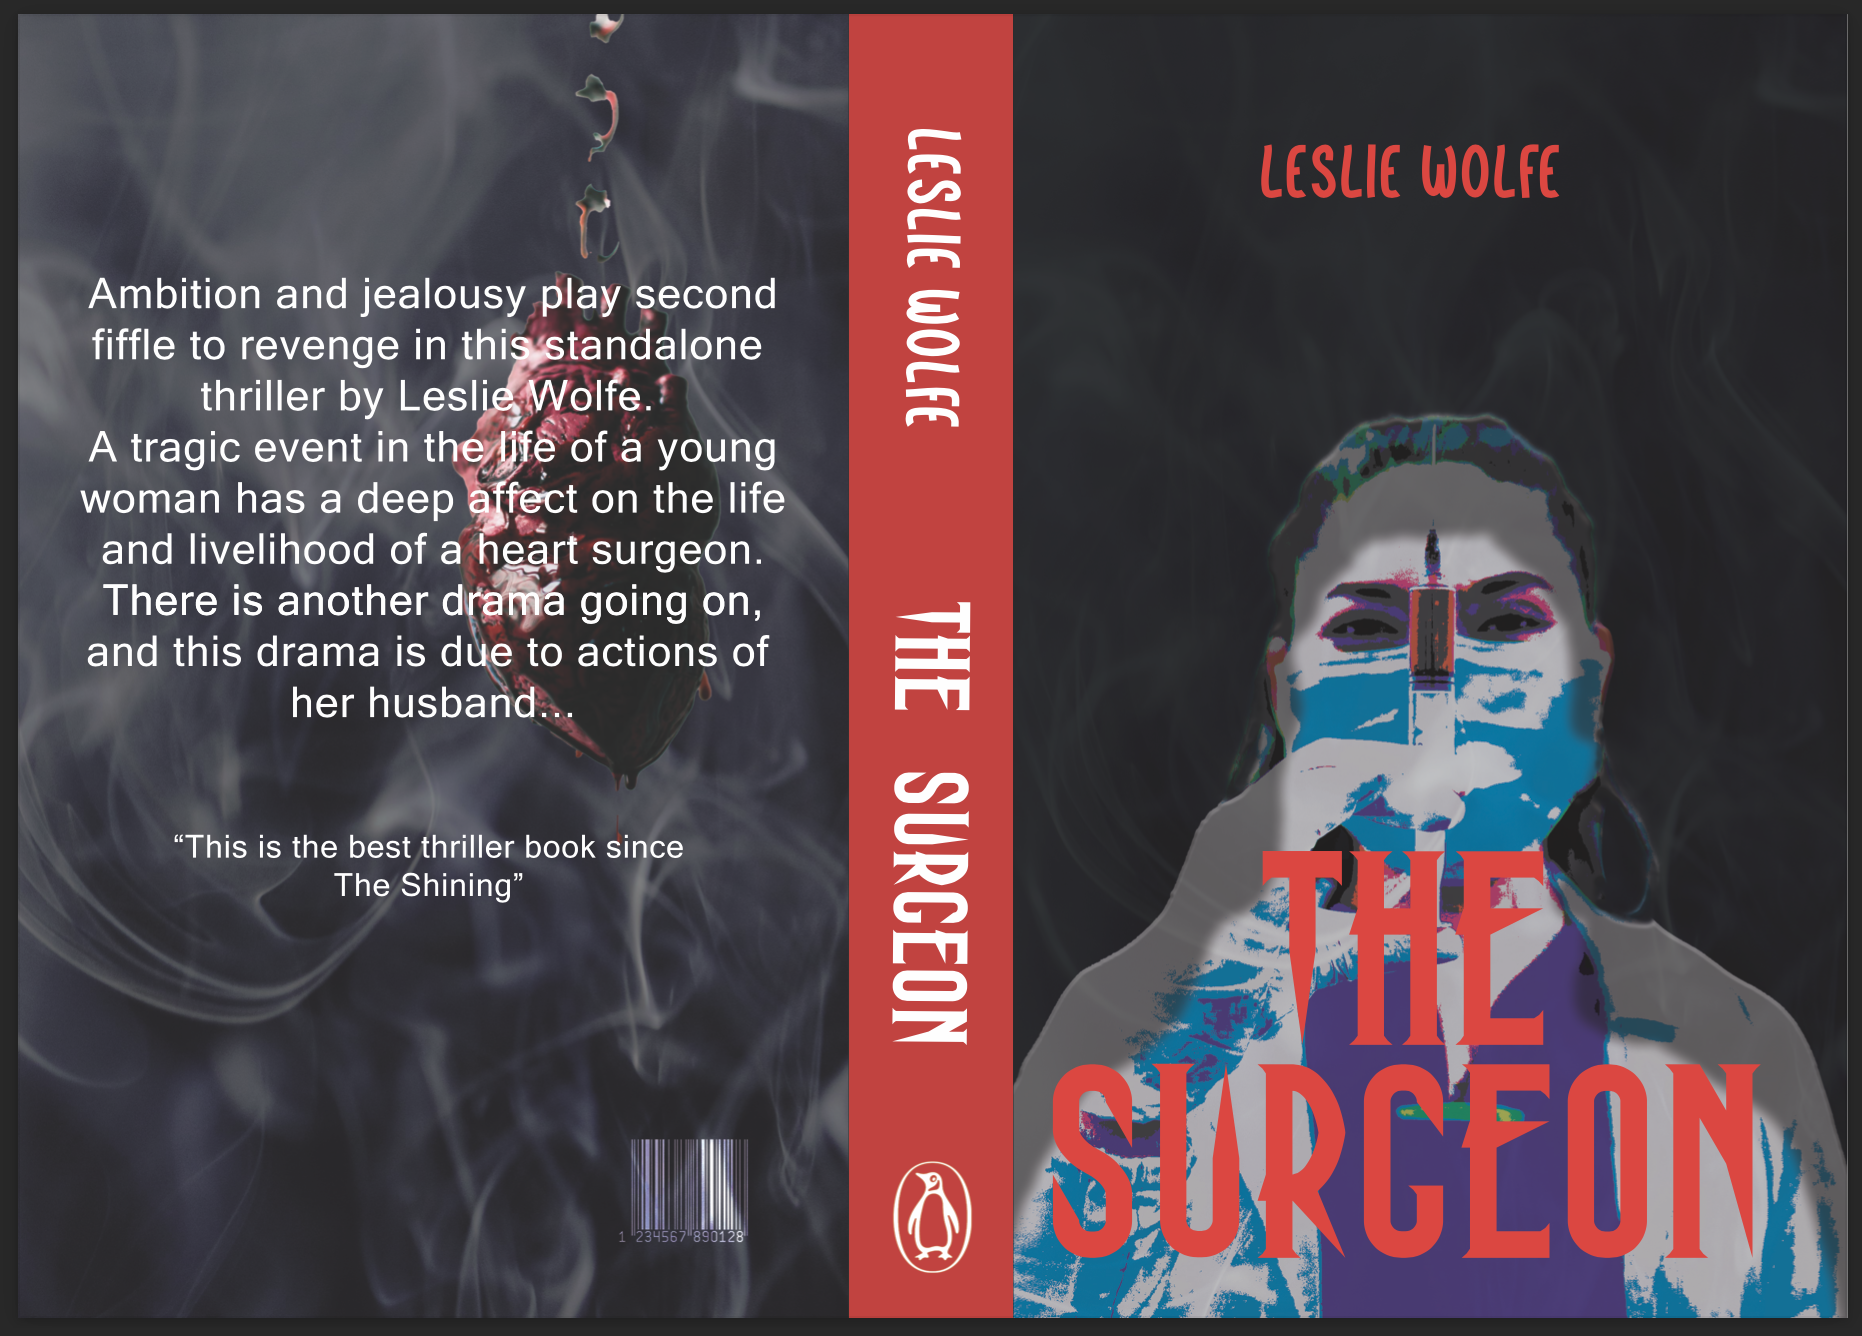 Ambition and jealousy play second
fiffle to revenge in this standalone
thriller by Leslie Wolfe.
A tragic event in the life of a young
woman has a deep affect on the life
and livelihood of a heart surgeon.
There is another drama going on,
and this drama is due to actions of
her husband...
“This is the best thriller book since
The Shining”
1 234567 890128
LESLIE WOLFE
THE SURGEON
LESLIE WOLFE
THE
SURGEON